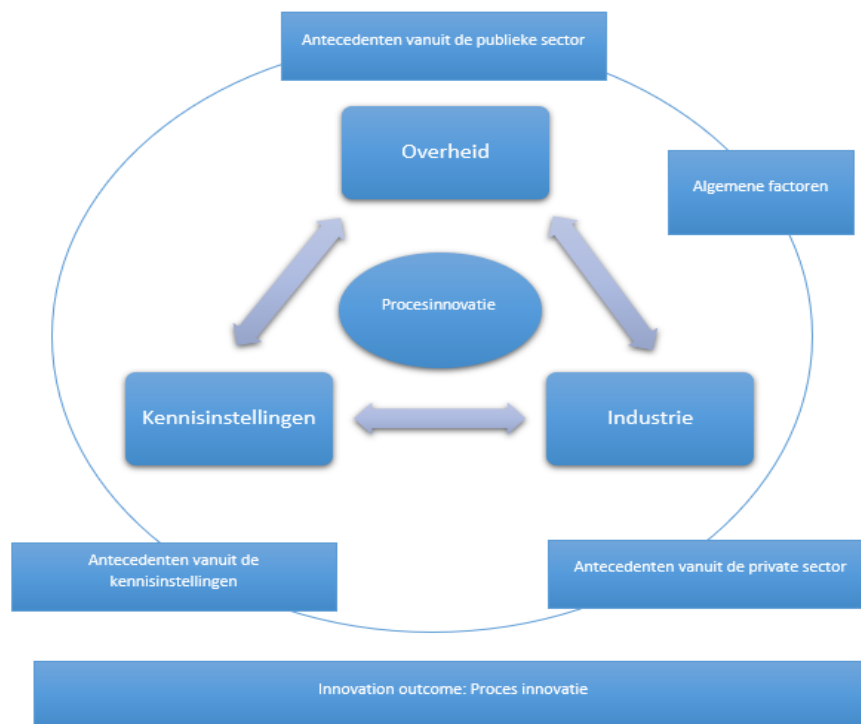 Antecedenten vanuit de publieke sector
Overheid
Algemene factoren
Procesinnovatie
Kennisinstellingen
Industrie
Antecedenten vanuit de
kennisinstellingen
Antecedenten vanuit de private sector
Innovation outcome: Proces innovatie